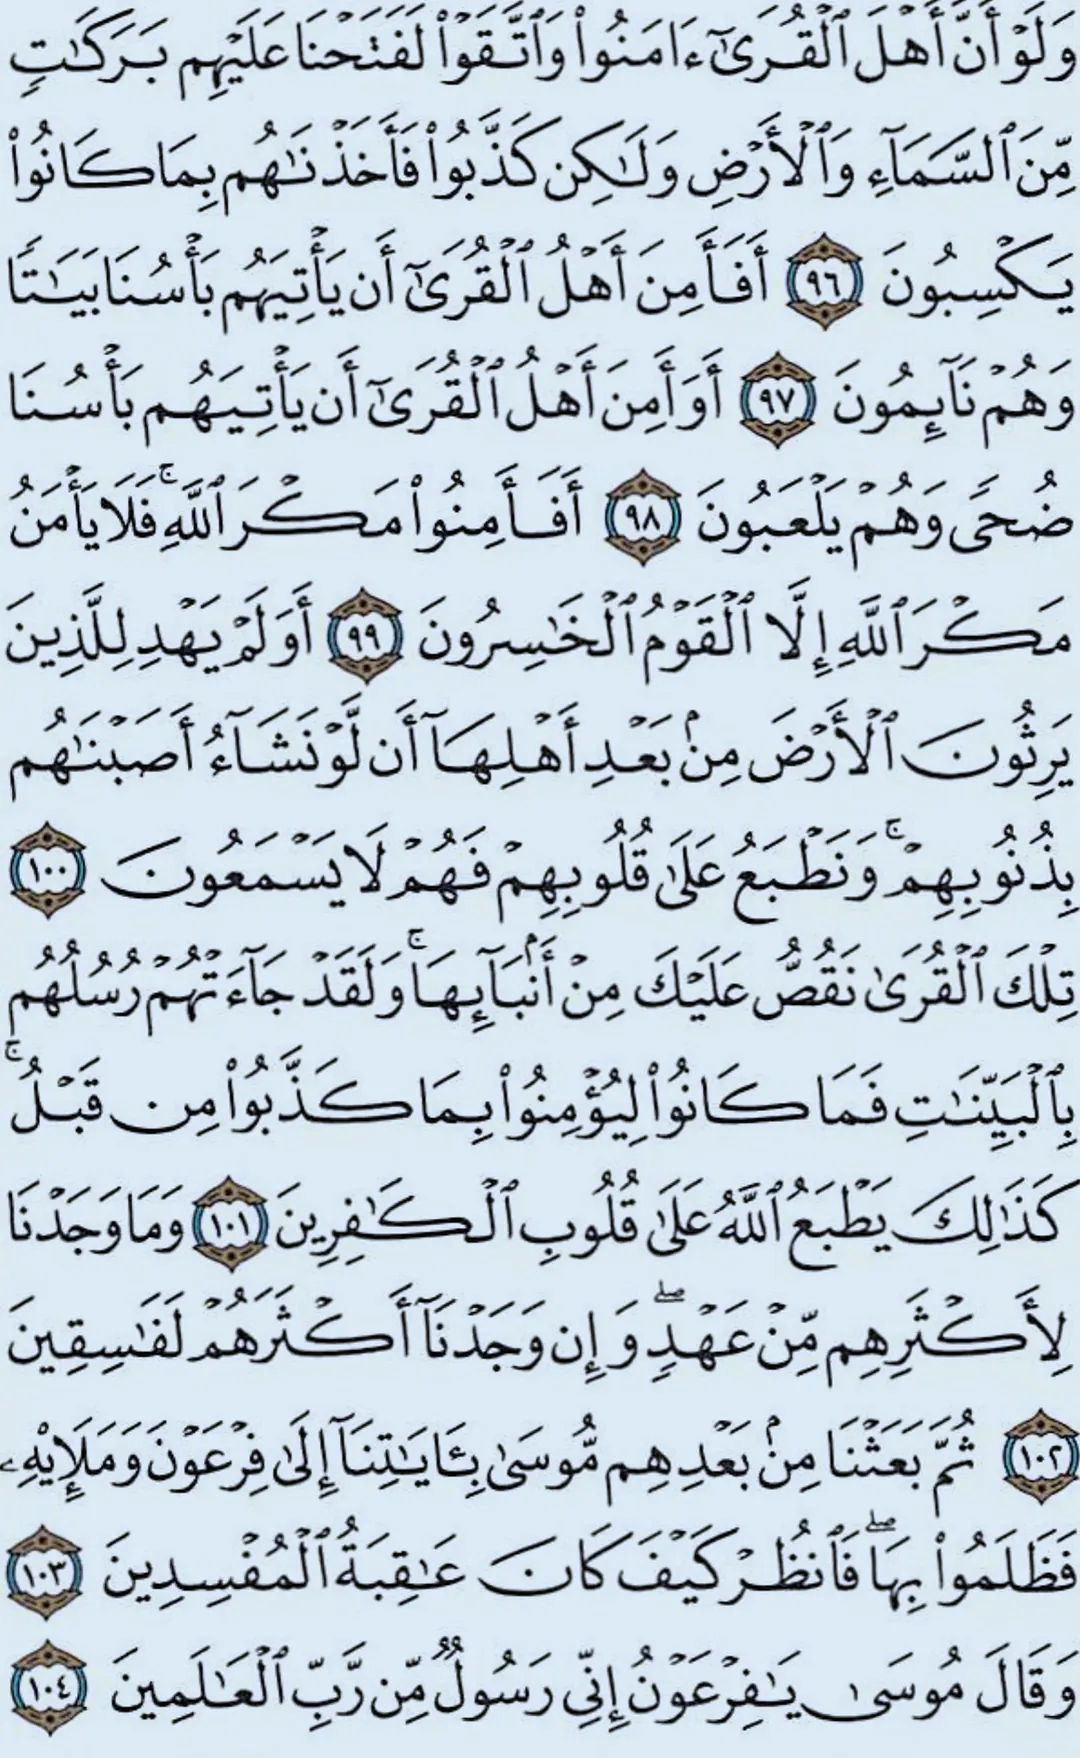 وَلَوْ أَنَّ أَهْلَ ٱلْقُرَىٰٓ ءَامَنُوا۟ وَٱتَّقَوْا۟ لَفَتَحْنَا عَلَيْهِم بَرَكَـٰتٍ
مِّنَ ٱلسَّمَآءِ وَٱلْأَرْضِ وَلَـٰكِن كَذَّبُوا۟ فَأَخَذْنَـٰهُم بِمَا كَانُوا۟
يَكْسِبُونَ ٩٦ أَفَأَمِنَ أَهْلُ ٱلْقُرَىٰٓ أَن يَأْتِيَهُم بَأْسُنَا بَيَـٰتًا
وَهُمْ نَآئِمُونَ ٩٧ أَوَأَمِنَ أَهْلُ ٱلْقُرَىٰٓ أَن يَأْتِيَهُم بَأْسُنَا
ضُحًى وَهُمْ يَلْعَبُونَ ٩٨ أَفَأَمِنُوا۟ مَكْرَ ٱللَّهِ ۚ فَلَا يَأْمَنُ
مَكْرَ ٱللَّهِ إِلَّا ٱلْقَوْمُ ٱلْخَـٰسِرُونَ ٩٩ أَوَلَمْ يَهْدِ لِلَّذِينَ
يَرِثُونَ ٱلْأَرْضَ مِنۢ بَعْدِ أَهْلِهَآ أَن لَّوْ نَشَآءُ أَصَبْنَـٰهُم
بِذُنُوبِهِمْ ۚ وَنَطْبَعُ عَلَىٰ قُلُوبِهِمْ فَهُمْ لَا يَسْمَعُونَ ١٠٠
تِلْكَ ٱلْقُرَىٰ نَقُصُّ عَلَيْكَ مِنْ أَنۢبَآئِهَا ۚ وَلَقَدْ جَآءَتْهُمْ رُسُلُهُم
بِٱلْبَيِّنَـٰتِ فَمَا كَانُوا۟ لِيُؤْمِنُوا۟ بِمَا كَذَّبُوا۟ مِن قَبْلُ ۚ
كَذَٰلِكَ يَطْبَعُ ٱللَّهُ عَلَىٰ قُلُوبِ ٱلْكَـٰفِرِينَ ١٠١ وَمَا وَجَدْنَا
لِأَكْثَرِهِم مِّنْ عَهْدٍ ۖ وَإِن وَجَدْنَآ أَكْثَرَهُمْ لَفَـٰسِقِينَ
١٠٢ ثُمَّ بَعَثْنَا مِنۢ بَعْدِهِم مُّوسَىٰ بِـَٔايَـٰتِنَآ إِلَىٰ فِرْعَوْنَ وَمَلَإِي۟هِۦ
فَظَلَمُوا۟ بِهَا ۖ فَٱنظُرْ كَيْفَ كَانَ عَـٰقِبَةُ ٱلْمُفْسِدِينَ ١٠٣
وَقَالَ مُوسَىٰ يَـٰفِرْعَوْنُ إِنِّى رَسُولٌ مِّن رَّبِّ ٱلْعَـٰلَمِينَ ١٠٤